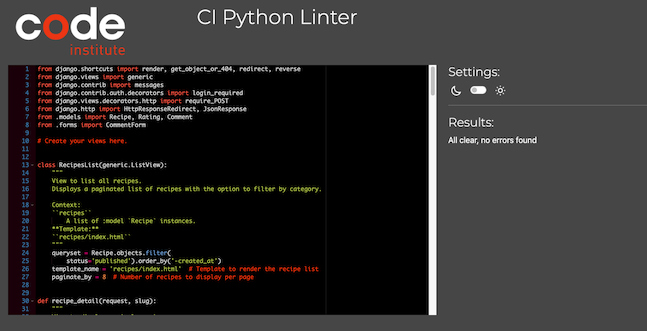 code
institute
CI Python Linter
1 from django.shortcuts import render, get_object_or_404, redirect, reverse
2 from django.views import generic
3 from django.contrib import messages
4 from django.contrib.auth.decorators import login_required
5 from django.views.decorators.http import require_POST
6 from django.http import HttpResponseRedirect, JsonResponse
7 from .models import Recipe, Rating, Comment
8 from .forms import CommentForm
9
10 # Create your views here.
11
12
13 class RecipesList(generic.ListView):
14 """
15 View to list all recipes.
16 Displays a paginated list of recipes with the option to filter by category.
17
18 Context:
19 ``recipes``
20 A list of :model `Recipe` instances.
21 **Template:**
22 ``recipes/index.html``
23 """
24 queryset = Recipe.objects.filter(
25 status='published').order_by('-created_at')
26 template_name = 'recipes/index.html' # Template to render the recipe list
27 paginate_by = 8 # Number of recipes to display per page
28
29
30 def recipe_detail(request, slug):
31 """
Settings:
Results:
All clear, no errors found